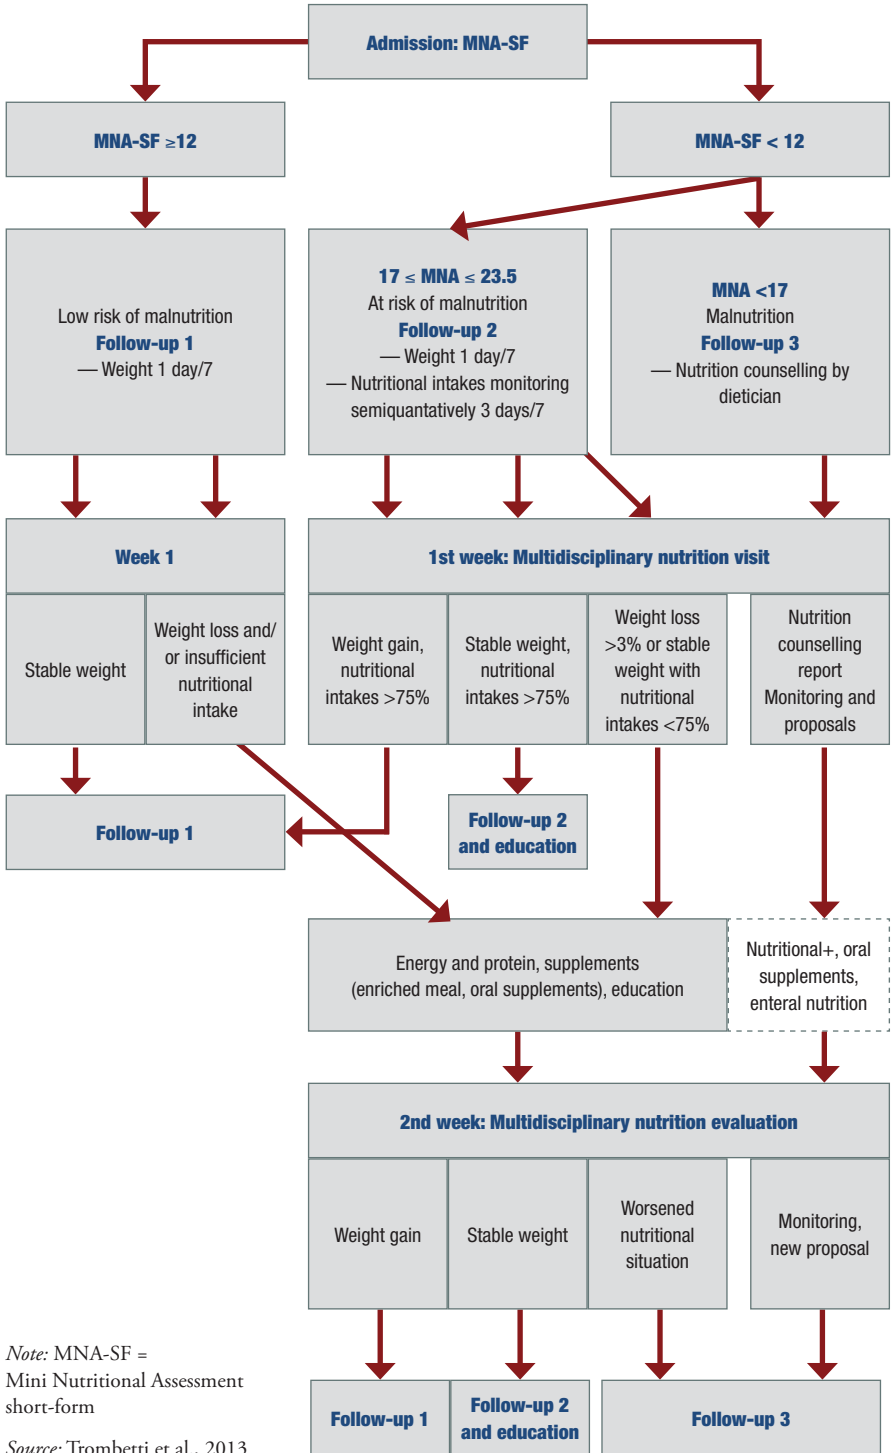 Admission: MNA-SF
MNA-SF ≥12
MNA-SF < 12
Low risk of malnutrition
Follow-up 1
— Weight 1 day/7
17 ≤ MNA ≤ 23.5
At risk of malnutrition
Follow-up 2
— Weight 1 day/7
— Nutritional intakes monitoring
semiquantatively 3 days/7
MNA <17
Malnutrition
Follow-up 3
— Nutrition counselling by
dietician
Week 1
1st week: Multidisciplinary nutrition visit
Stable weight
Weight loss and/
or insufficient
nutritional
intake
Weight gain,
nutritional
intakes >75%
Stable weight,
nutritional
intakes >75%
Weight loss
>3% or stable
weight with
nutritional
intakes <75%
Nutrition
counselling
report
Monitoring and
proposals
Follow-up 1
Follow-up 2
and education
Energy and protein, supplements
(enriched meal, oral supplements), education
Nutritional+, oral
supplements,
enteral nutrition
2nd week: Multidisciplinary nutrition evaluation
Weight gain
Stable weight
Worsened
nutritional
situation
Monitoring,
new proposal
Follow-up 1
Follow-up 2
and education
Follow-up 3
Note: MNA-SF =
Mini Nutritional Assessment
short-form
Source: Trombetti et al., 2013